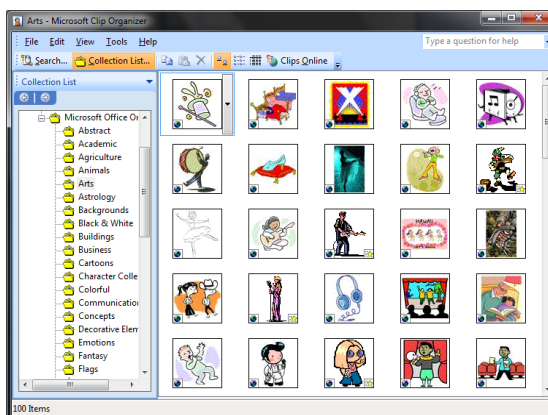 Arts - Microsoft Clip Organizer
File Edit View Tools Help
Type a question for help
Search... Collection List... Clips Online
Collection List
Microsoft Office Or
Abstract
Academic
Agriculture
Animals
Arts
Astrology
Backgrounds
Black & White
Buildings
Business
Cartoons
Character Colle
Colorful
Communication
Concepts
Decorative Elem
Emotions
Fantasy
Flags
HAWAII
100 Items